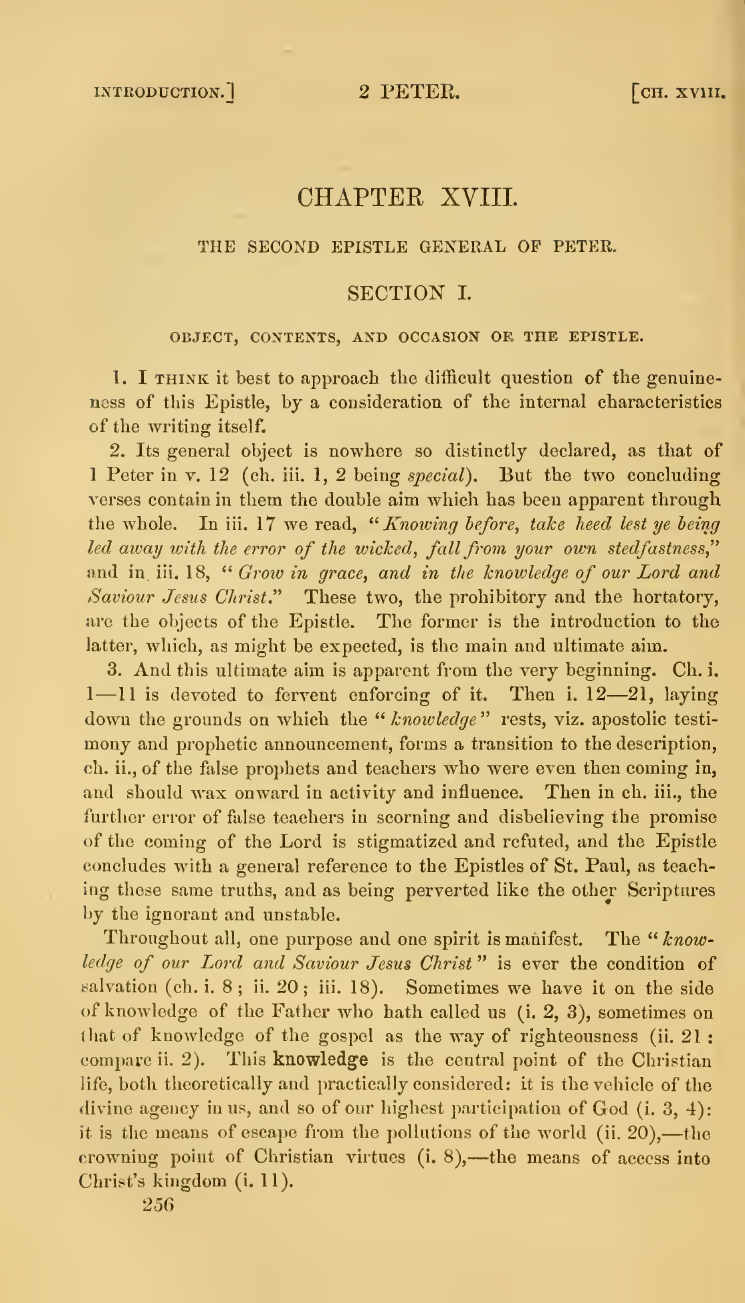 INTRODUCTION.] 2 PETER. [CH. XVIII.
CHAPTER XVIII.
THE SECOND EPISTLE GENERAL OF PETER.
SECTION I.
OBJECT, CONTENTS, AND OCCASION OF THE EPISTLE.
1. I THINK it best to approach the difficult question of the genuine-
ness of this Epistle, by a consideration of the internal characteristics
of the writing itself.
2. Its general object is nowhere so distinctly declared, as that of
1 Peter in v. 12 (ch. iii. 1, 2 being special). But the two concluding
verses contain in them the double aim which has been apparent through
the whole. In iii. 17 we read, “Knowing before, take heed lest ye being
led away with the error of the wicked, fall from your own stedfastness,”
and in iii. 18, “Grow in grace, and in the knowledge of our Lord and
Saviour Jesus Christ.” These two, the prohibitory and the hortatory,
are the objects of the Epistle. The former is the introduction to the
latter, which, as might be expected, is the main and ultimate aim.
3. And this ultimate aim is apparent from the very beginning. Ch. i.
1—11 is devoted to fervent enforcing of it. Then i. 12—21, laying
down the grounds on which the “knowledge” rests, viz. apostolic testi-
mony and prophetic announcement, forms a transition to the description,
ch. ii., of the false prophets and teachers who were even then coming in,
and should wax onward in activity and influence. Then in ch. iii., the
further error of false teachers in scorning and disbelieving the promise
of the coming of the Lord is stigmatized and refuted, and the Epistle
concludes with a general reference to the Epistles of St. Paul, as teach-
ing these same truths, and as being perverted like the other Scriptures
by the ignorant and unstable.
Throughout all, one purpose and one spirit is manifest. The “know-
ledge of our Lord and Saviour Jesus Christ” is ever the condition of
salvation (ch. i. 8; ii. 20; iii. 18). Sometimes we have it on the side
of knowledge of the Father who hath called us (i. 2, 3), sometimes on
that of knowledge of the gospel as the way of righteousness (ii. 21:
compare ii. 2). This knowledge is the central point of the Christian
life, both theoretically and practically considered: it is the vehicle of the
divine agency in us, and so of our highest participation of God (i. 3, 4):
it is the means of escape from the pollutions of the world (ii. 20),—the
crowning point of Christian virtues (i. 8),—the means of access into
Christ's kingdom (i. 11).
256